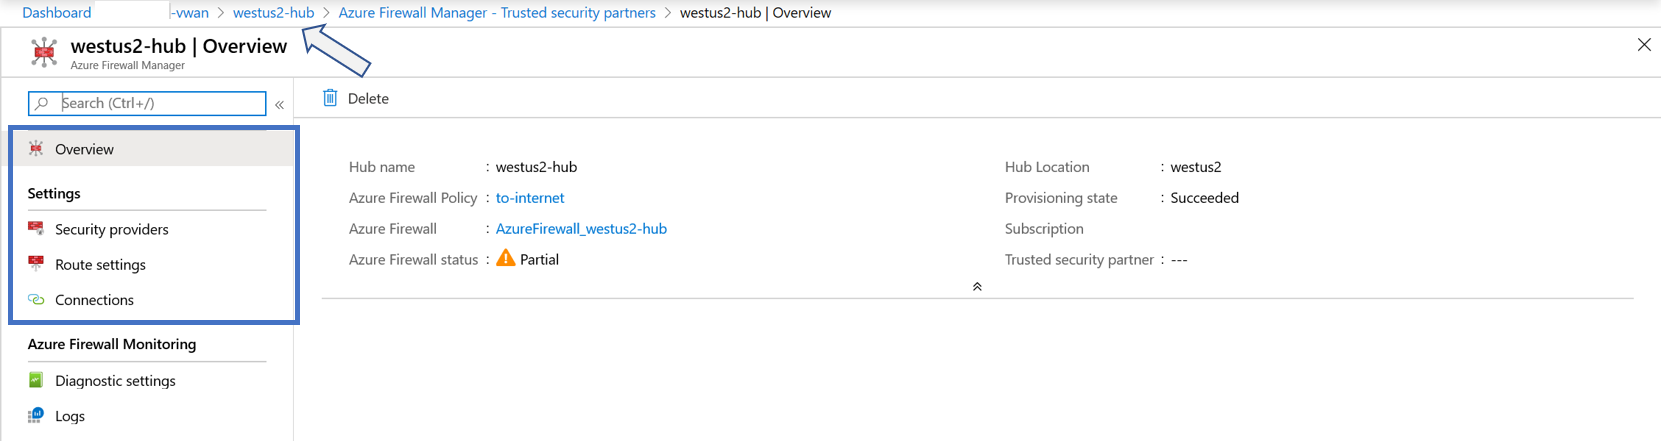 Dashboard -vwan > westus2-hub > Azure Firewall Manager - Trusted security partners > westus2-hub | Overview
westus2-hub | Overview
Azure Firewall Manager
Search (Ctrl+/)
«
Overview
Settings
Security providers
Route settings
Connections
Azure Firewall Monitoring
Diagnostic settings
Logs
Delete
Hub name : westus2-hub
Azure Firewall Policy : to-internet
Azure Firewall : AzureFirewall_westus2-hub
Azure Firewall status : Partial
Hub Location : westus2
Provisioning state : Succeeded
Subscription
Trusted security partner : ---